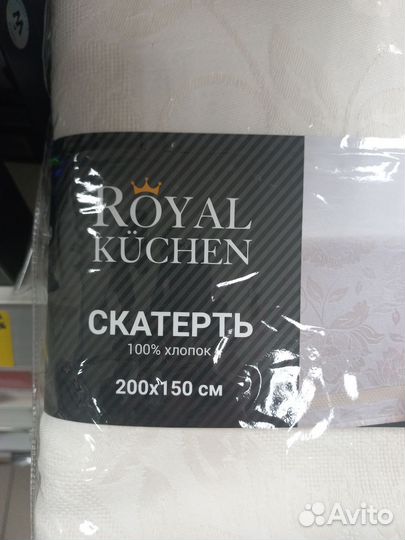 ROYAL
KÜCHEN
СКАТЕРТЬ
100% хлопок
200x150 см
Avito